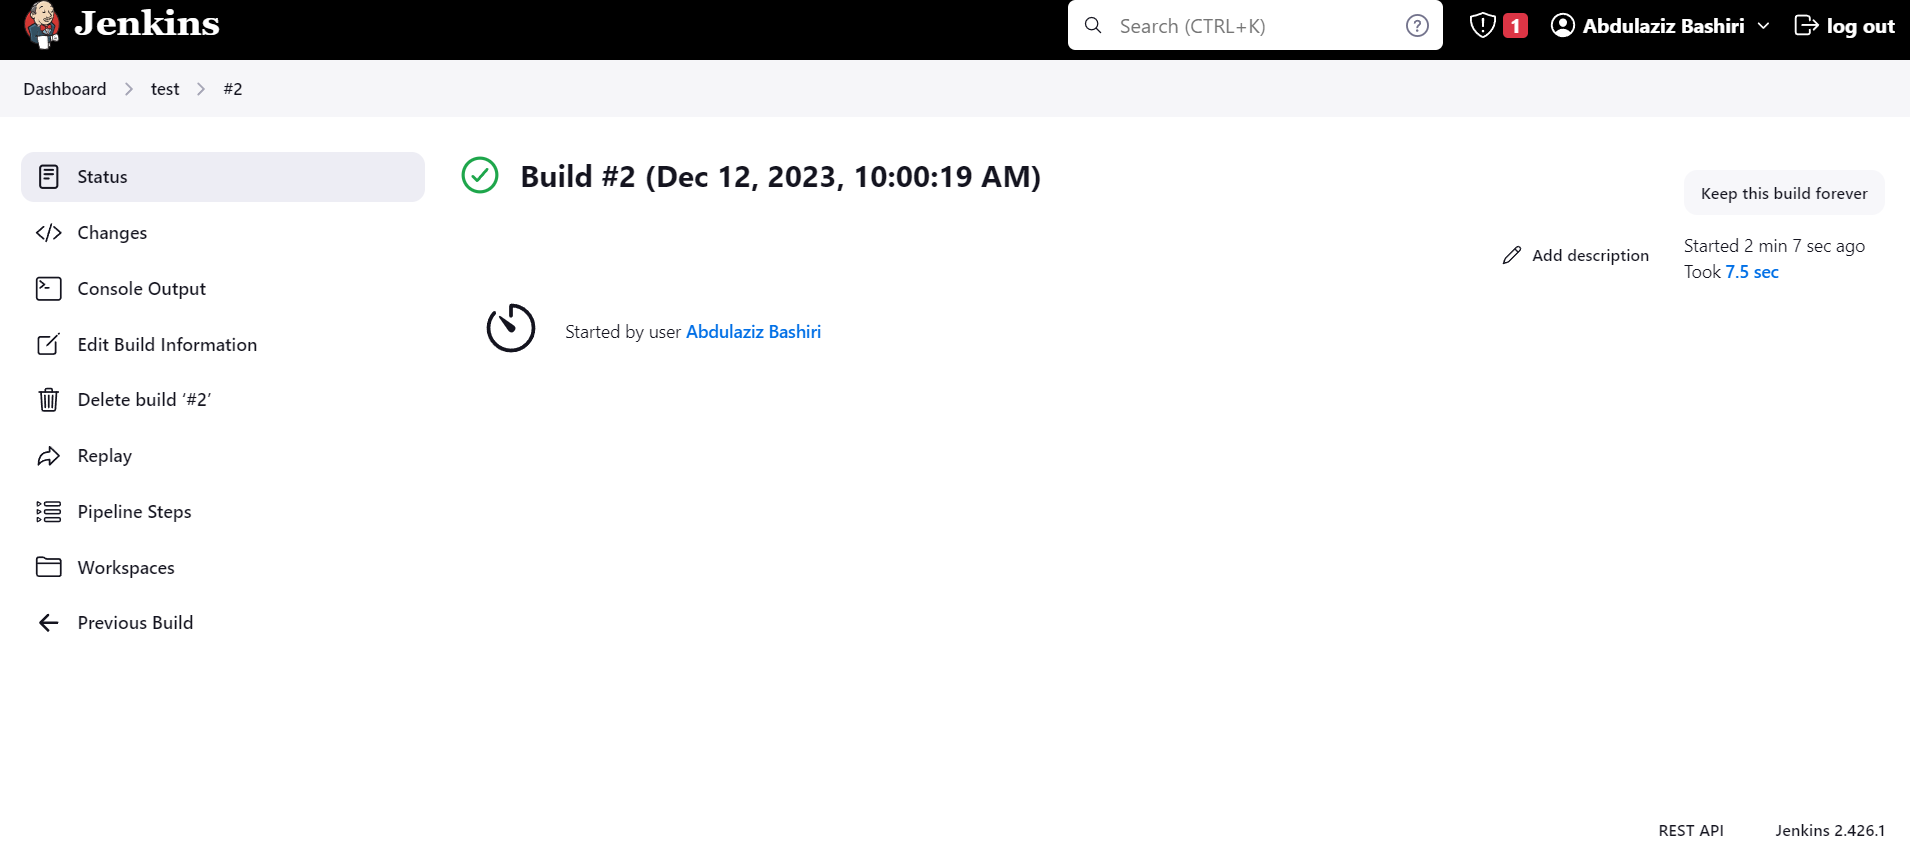 Jenkins
Search (CTRL+K)
1
Abdulaziz Bashiri
log out
Dashboard
test
#2
Status
Changes
Console Output
Edit Build Information
Delete build ‘#2’
Replay
Pipeline Steps
Workspaces
Previous Build
Build #2 (Dec 12, 2023, 10:00:19 AM)
Keep this build forever
Add description
Started 2 min 7 sec ago
Took 7.5 sec
Started by user Abdulaziz Bashiri
REST API
Jenkins 2.426.1